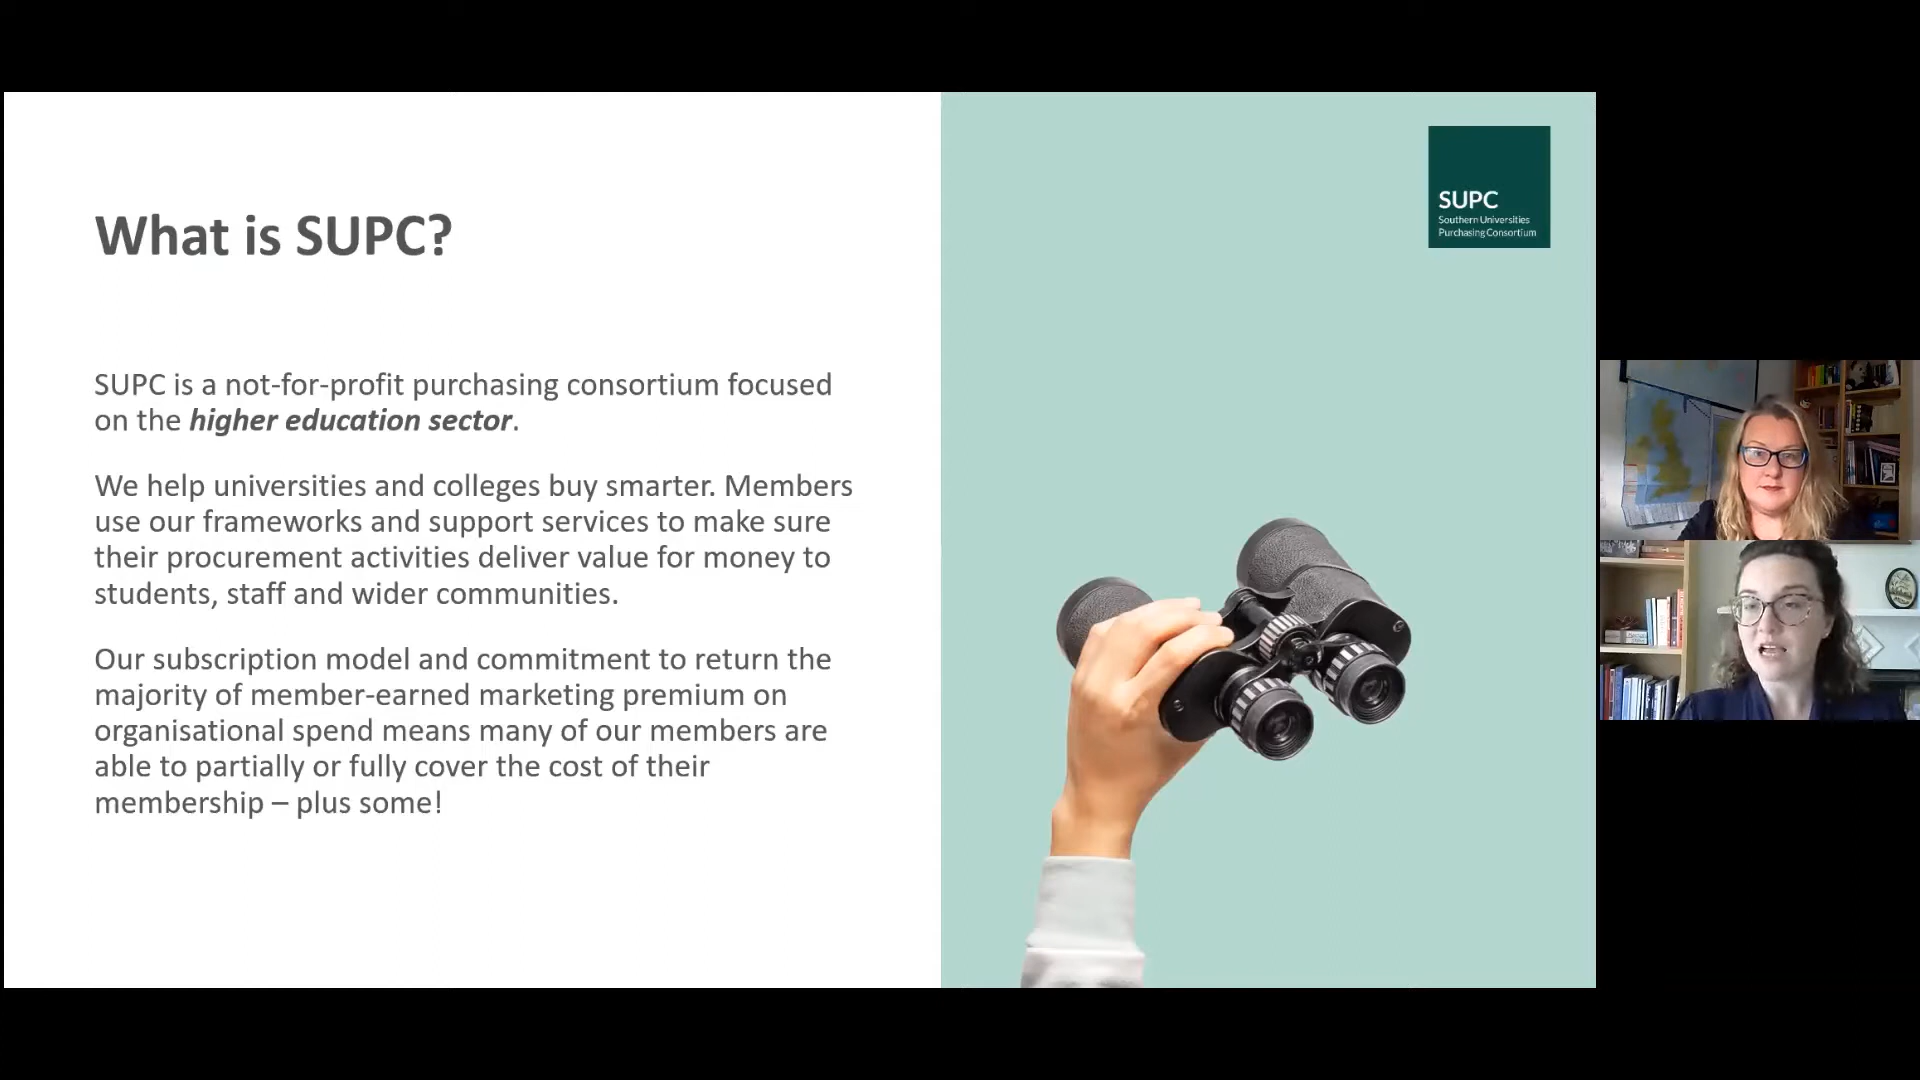 What is SUPC?
SUPC is a not-for-profit purchasing consortium focused
on the higher education sector.
We help universities and colleges buy smarter. Members
use our frameworks and support services to make sure
their procurement activities deliver value for money to
students, staff and wider communities.
Our subscription model and commitment to return the
majority of member-earned marketing premium on
organisational spend means many of our members are
able to partially or fully cover the cost of their
membership – plus some!
SUPC
Southern Universities
Purchasing Consortium